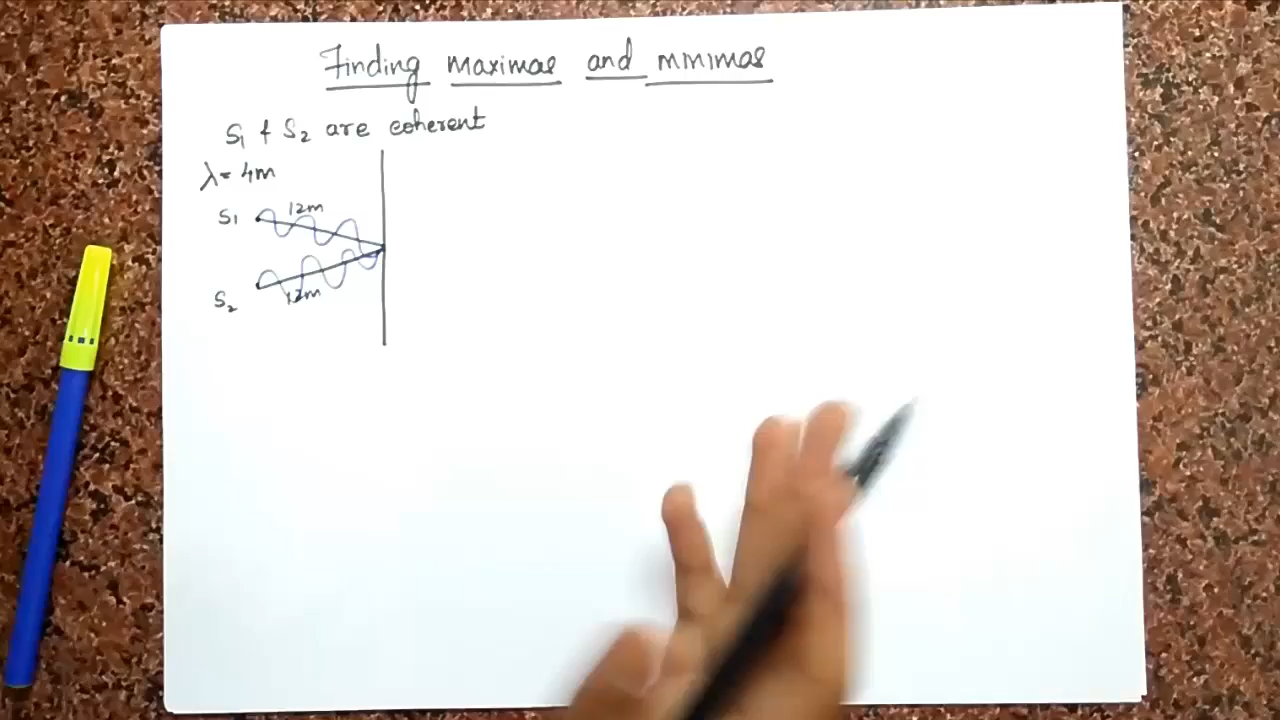 Finding maximas and minimas
S1 & S2 are coherent
λ = 4m
S1
12m
S2
12m